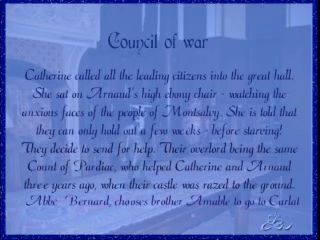 Council of war
Catherine called all the leading citizens into the great hall.
She sat on Arnaud's high ebony chair - watching the
anxious faces of the people of Montsalvy. She is told that
they can only hold out a few weeks - before starving!
They decide to send for help. Their overlord being the same
Count of Pardiac, who helped Catherine and Arnaud
three years ago, when their castle was razed to the ground.
Abbe Bernard, chooses brother Amable to go to Carlat